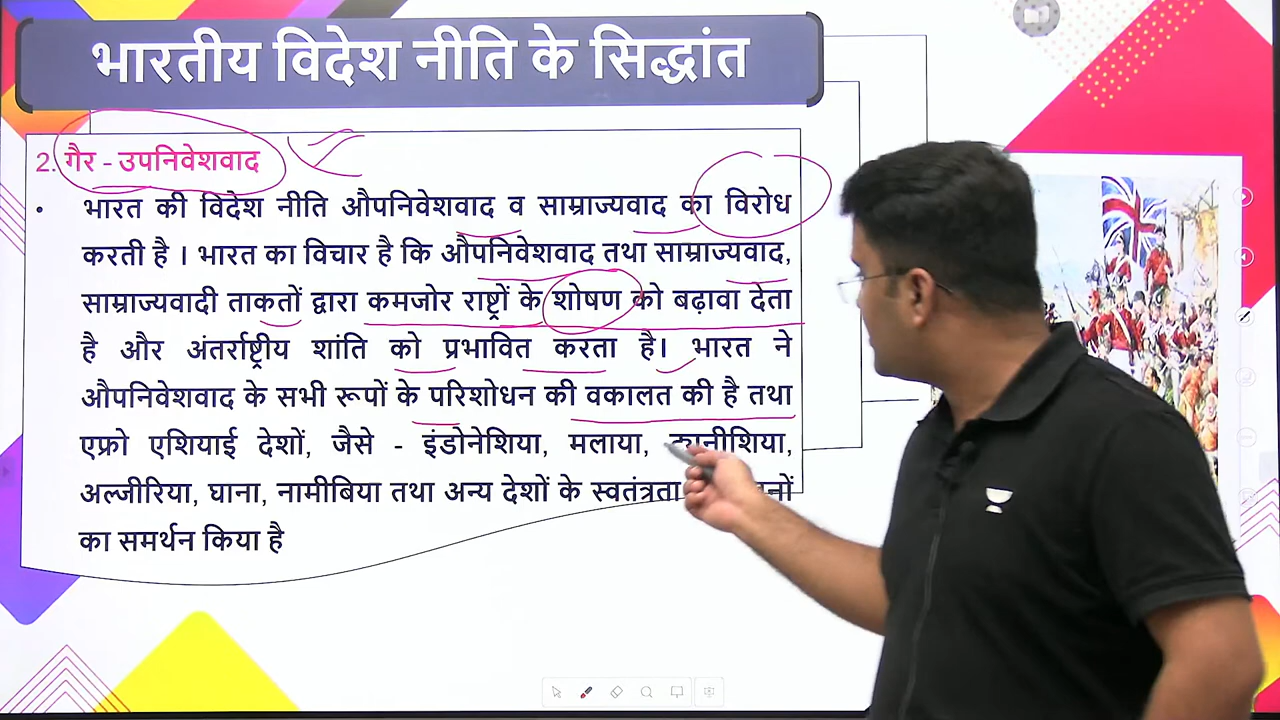 भारतीय विदेश नीति के सिद्धांत
2. गैर - उपनिवेशवाद
• भारत की विदेश नीति औपनिवेशवाद व साम्राज्यवाद का विरोध
करती है । भारत का विचार है कि औपनिवेशवाद तथा साम्राज्यवाद,
साम्राज्यवादी ताकतों द्वारा कमजोर राष्ट्रों के शोषण को बढ़ावा देता
है और अंतर्राष्ट्रीय शांति को प्रभावित करता है। भारत ने
औपनिवेशवाद के सभी रूपों के परिशोधन की वकालत की है तथा
एफ्रो एशियाई देशों, जैसे - इंडोनेशिया, मलाया, ट्यूनीशिया,
अल्जीरिया, घाना, नामीबिया तथा अन्य देशों के स्वतंत्रता
का समर्थन किया है